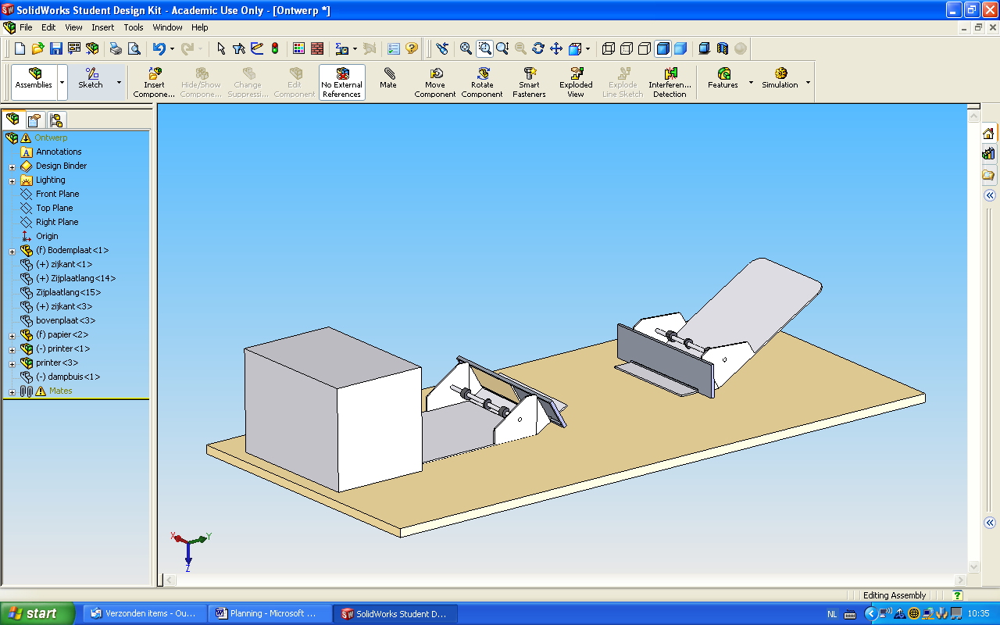 SolidWorks Student Design Kit - Academic Use Only - [Ontwerp *]
File Edit View Insert Tools Window Help
Assemblies
Sketch
Insert Compone...
Hide/Show Compone...
Change Suppressi...
Edit Component
No External References
Mate
Move Component
Rotate Component
Smart Fasteners
Exploded View
Explode Line Sketch
Interferen... Detection
Features
Simulation
Ontwerp
A Annotations
Design Binder
Lighting
Front Plane
Top Plane
Right Plane
Origin
(f) Bodemplaat<1>
(+) zijkant<1>
(+) Zijplaatlang<14>
Zijplaatlang<15>
(+) zijkant<3>
bovenplaat<3>
(f) papier<2>
(-) printer<1>
printer<3>
(-) dampbuis<1>
Mates
X Y
Z
Editing Assembly ?
start Verzonden items - Ou... Planning - Microsoft ... SolidWorks Student D... NL 10:35